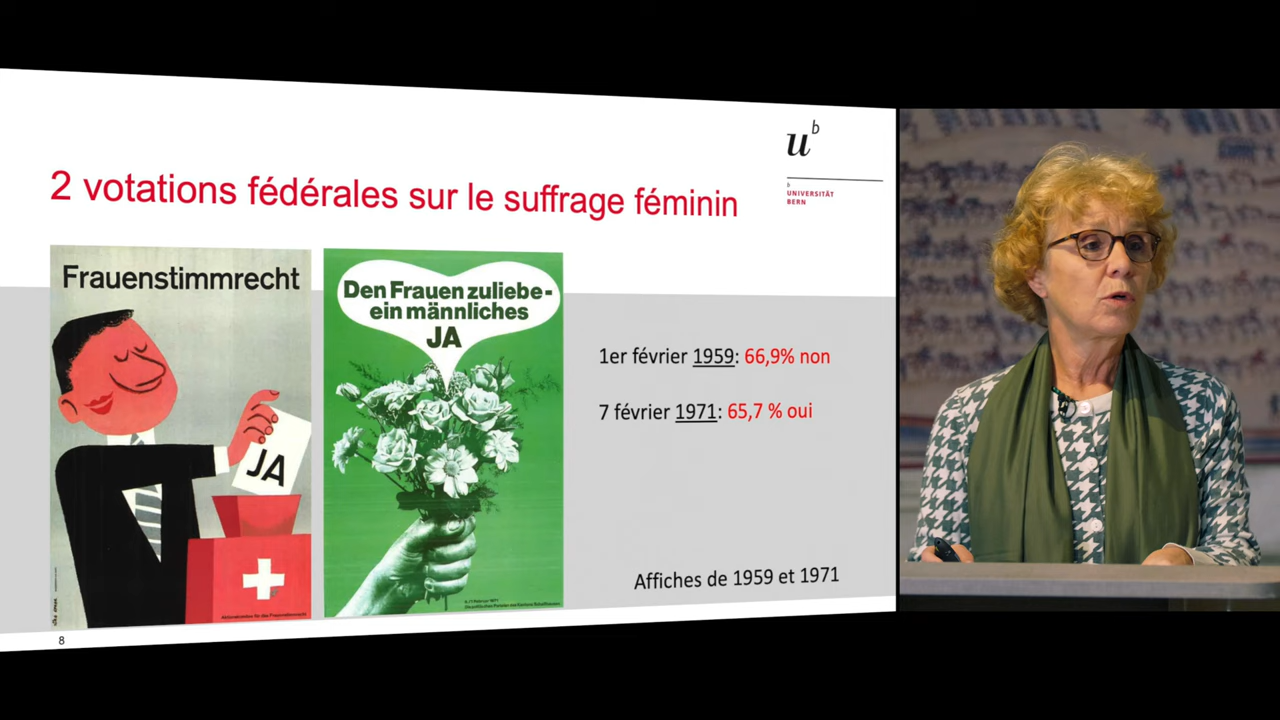 2 votations fédérales sur le suffrage féminin
u^b
b
UNIVERSITÄT
BERN
Frauenstimmrecht
JA
Den Frauen zuliebe-
ein männliches
JA
1er février 1959: 66,9% non
7 février 1971: 65,7 % oui
Affiches de 1959 et 1971
8